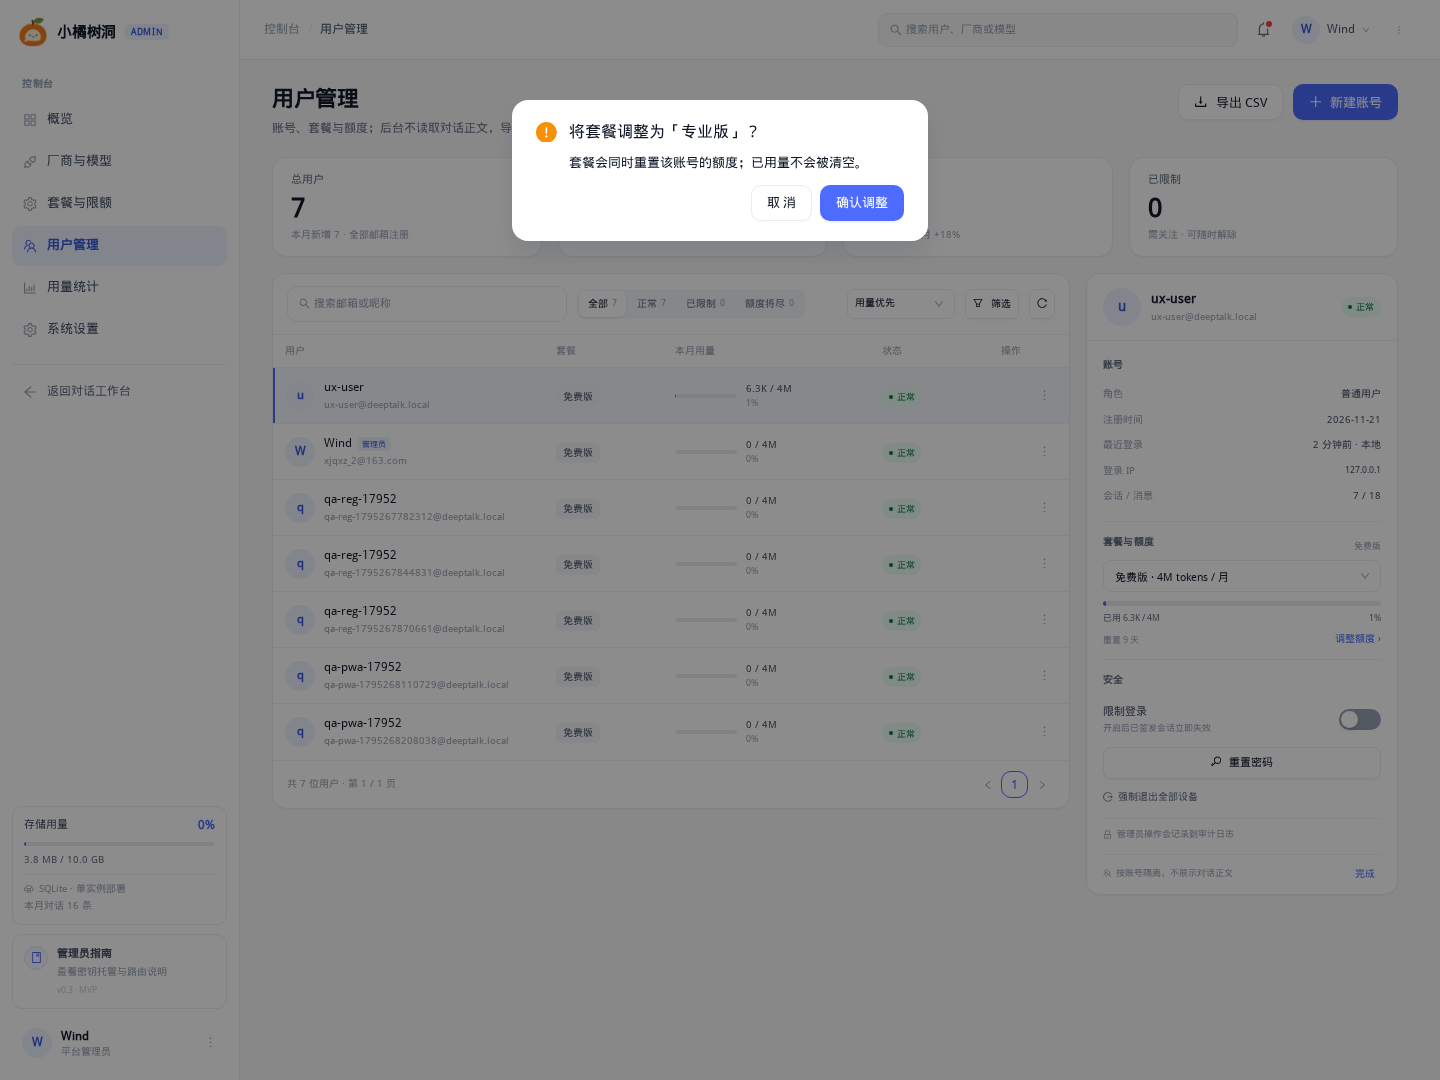 小橘树洞 ADMIN
控制台
概览
厂商与模型
套餐与限额
用户管理
用量统计
系统设置
返回对话工作台
存储用量 0%
3.8 MB / 10.0 GB
SQLite · 单实例部署
本月对话 16 条
管理员指南
查看密钥托管与路由说明
v0.3 · MVP
W Wind
平台管理员
控制台 / 用户管理
搜索用户、厂商或模型
W Wind
用户管理
账号、套餐与额度；后台不读取对话正文，导
导出 CSV
新建账号
将套餐调整为「专业版」？
套餐会同时重置该账号的额度；已用量不会被清空。
取 消
确认调整
总用户
7
本月新增 7 · 全部邮箱注册
月 +18%
已限制
0
需关注 · 可随时解除
搜索邮箱或昵称
全部 7 正常 7 已限制 0 额度将尽 0
用量优先
筛选
用户 套餐 本月用量 状态 操作
u ux-user
ux-user@deeptalk.local
免费版 6.3K / 4M 1% 正常
W Wind 管理员
xjqxz_2@163.com
免费版 0 / 4M 0% 正常
q qa-reg-17952
qa-reg-1795267782312@deeptalk.local
免费版 0 / 4M 0% 正常
q qa-reg-17952
qa-reg-1795267844831@deeptalk.local
免费版 0 / 4M 0% 正常
q qa-reg-17952
qa-reg-1795267870661@deeptalk.local
免费版 0 / 4M 0% 正常
q qa-pwa-17952
qa-pwa-1795268110729@deeptalk.local
免费版 0 / 4M 0% 正常
q qa-pwa-17952
qa-pwa-1795268208038@deeptalk.local
免费版 0 / 4M 0% 正常
共 7 位用户 · 第 1 / 1 页
1
u ux-user
ux-user@deeptalk.local
正常
账号
角色 普通用户
注册时间 2026-11-21
最近登录 2 分钟前 · 本地
登录 IP 127.0.0.1
会话 / 消息 7 / 18
套餐与额度 免费版
免费版 · 4M tokens / 月
已用 6.3K / 4M 1%
重置 9 天 调整额度 ›
安全
限制登录
开启后已签发会话立即失效
重置密码
强制退出全部设备
管理员操作会记录到审计日志
按账号隔离，不展示对话正文 完成